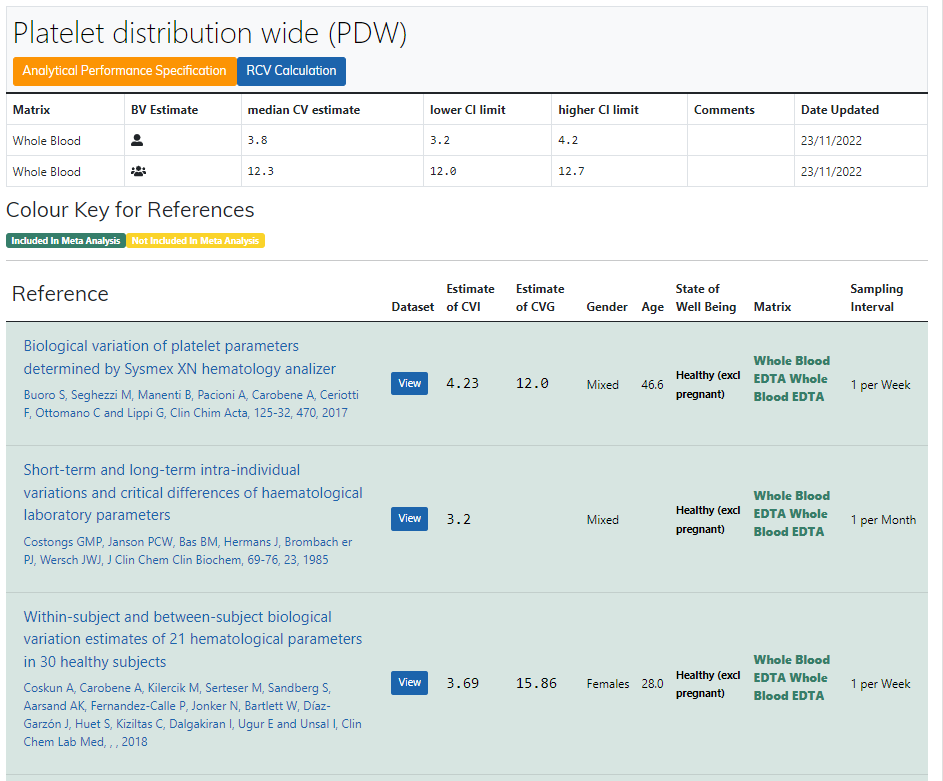 Platelet distribution wide (PDW)
Analytical Performance Specification RCV Calculation
Matrix BV Estimate median CV estimate lower CI limit higher CI limit Comments Date Updated
Whole Blood 3.8 3.2 4.2 23/11/2022
Whole Blood 12.3 12.0 12.7 23/11/2022
Colour Key for References
Included In Meta Analysis Not Included In Meta Analysis
Reference Dataset Estimate of CVI Estimate of CVG Gender Age State of Well Being Matrix Sampling Interval
Biological variation of platelet parameters
determined by Sysmex XN hematology analizer
Buoro S, Seghezzi M, Manenti B, Pacioni A, Carobene A, Ceriotti
F, Ottomano C and Lippi G, Clin Chim Acta, 125-32, 470, 2017
View 4.23 12.0 Mixed 46.6 Healthy (excl pregnant) Whole Blood EDTA Whole Blood EDTA 1 per Week
Short-term and long-term intra-individual
variations and critical differences of haematological
laboratory parameters
Costongs GMP, Janson PCW, Bas BM, Hermans J, Brombach er
PJ, Wersch JWJ, J Clin Chem Clin Biochem, 69-76, 23, 1985
View 3.2 Mixed Healthy (excl pregnant) Whole Blood EDTA Whole Blood EDTA 1 per Month
Within-subject and between-subject biological
variation estimates of 21 hematological parameters
in 30 healthy subjects
Coskun A, Carobene A, Kilercik M, Serteser M, Sandberg S,
Aarsand AK, Fernandez-Calle P, Jonker N, Bartlett W, Díaz-
Garzón J, Huet S, Kiziltas C, Dalgakiran I, Ugur E and Unsal I, Clin
Chem Lab Med, , , 2018
View 3.69 15.86 Females 28.0 Healthy (excl pregnant) Whole Blood EDTA Whole Blood EDTA 1 per Week